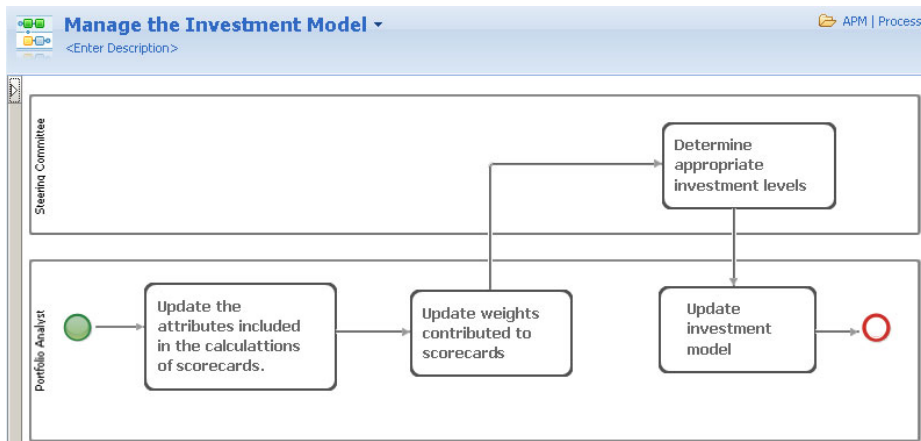 Manage the Investment Model
<Enter Description>
APM | Process
Steering Committee
Determine
appropriate
investment levels
Portfolio Analyst
Update the
attributes included
in the calculattions
of scorecards.
Update weights
contributed to
scorecards
Update
investment
model